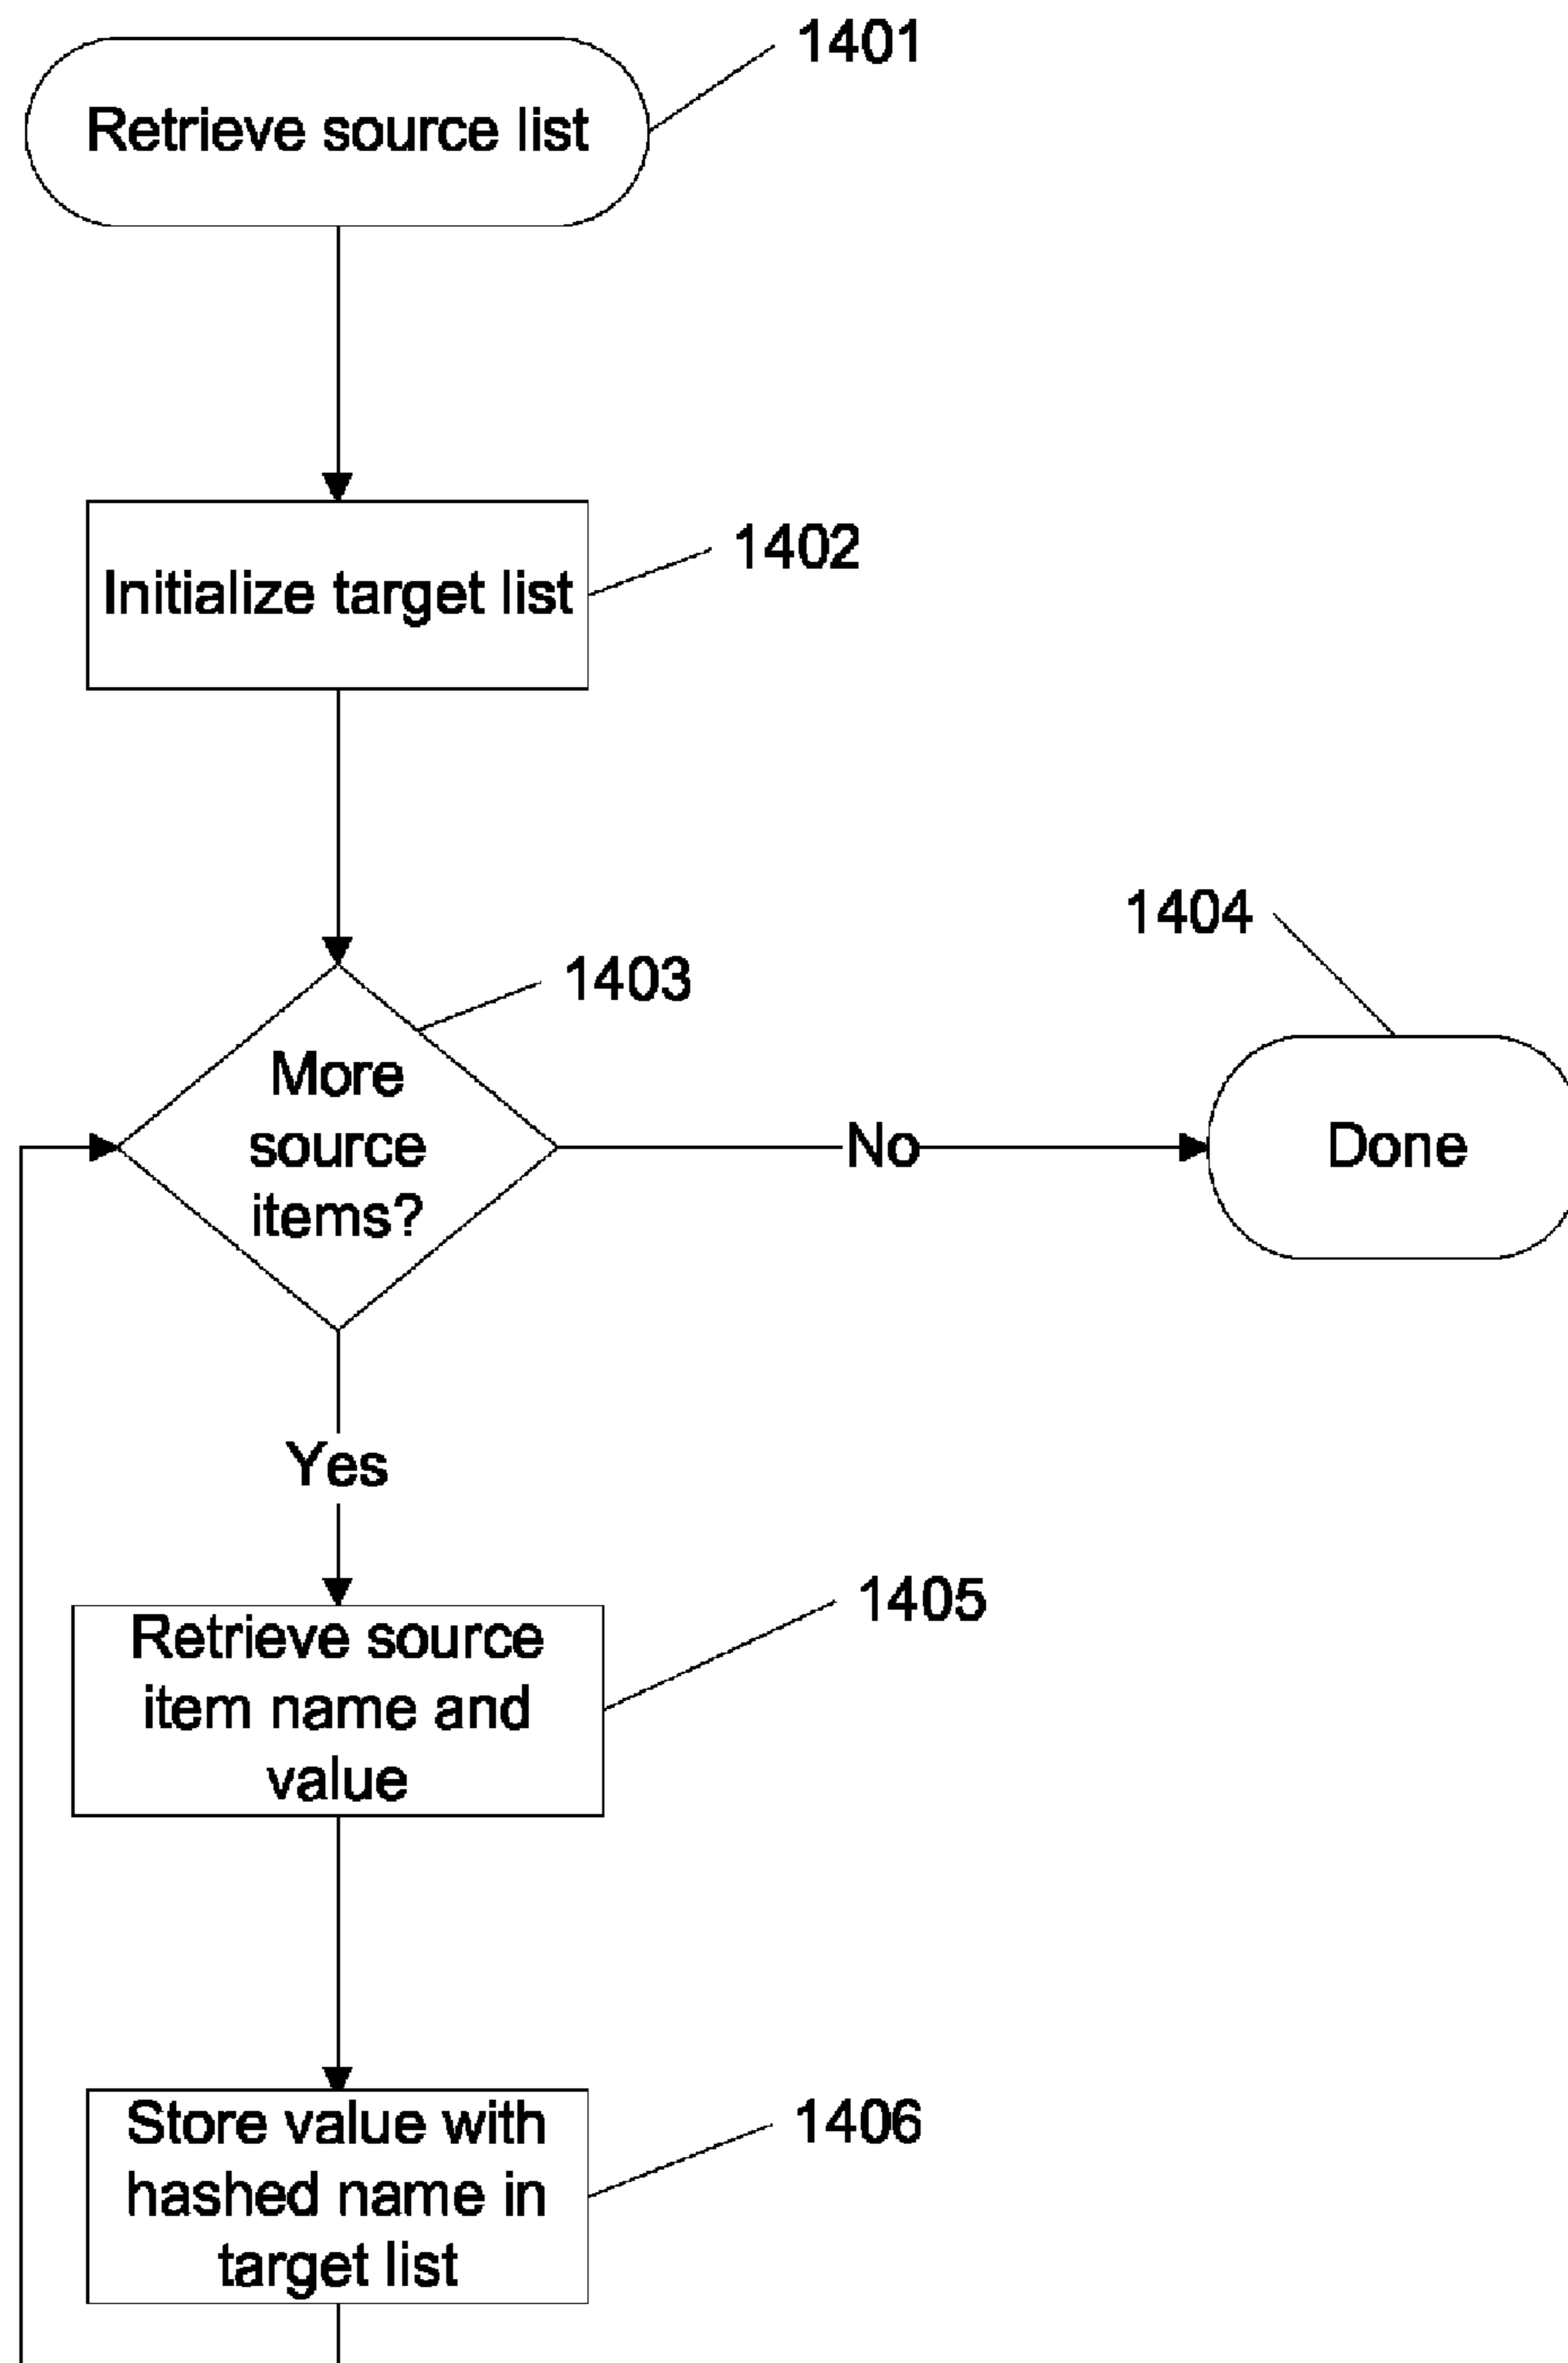 1401
Retrieve source list
1402
Initialize target list
1403
More
source
items?
No
1404
Done
Yes
1405
Retrieve source
item name and
value
1406
Store value with
hashed name in
target list